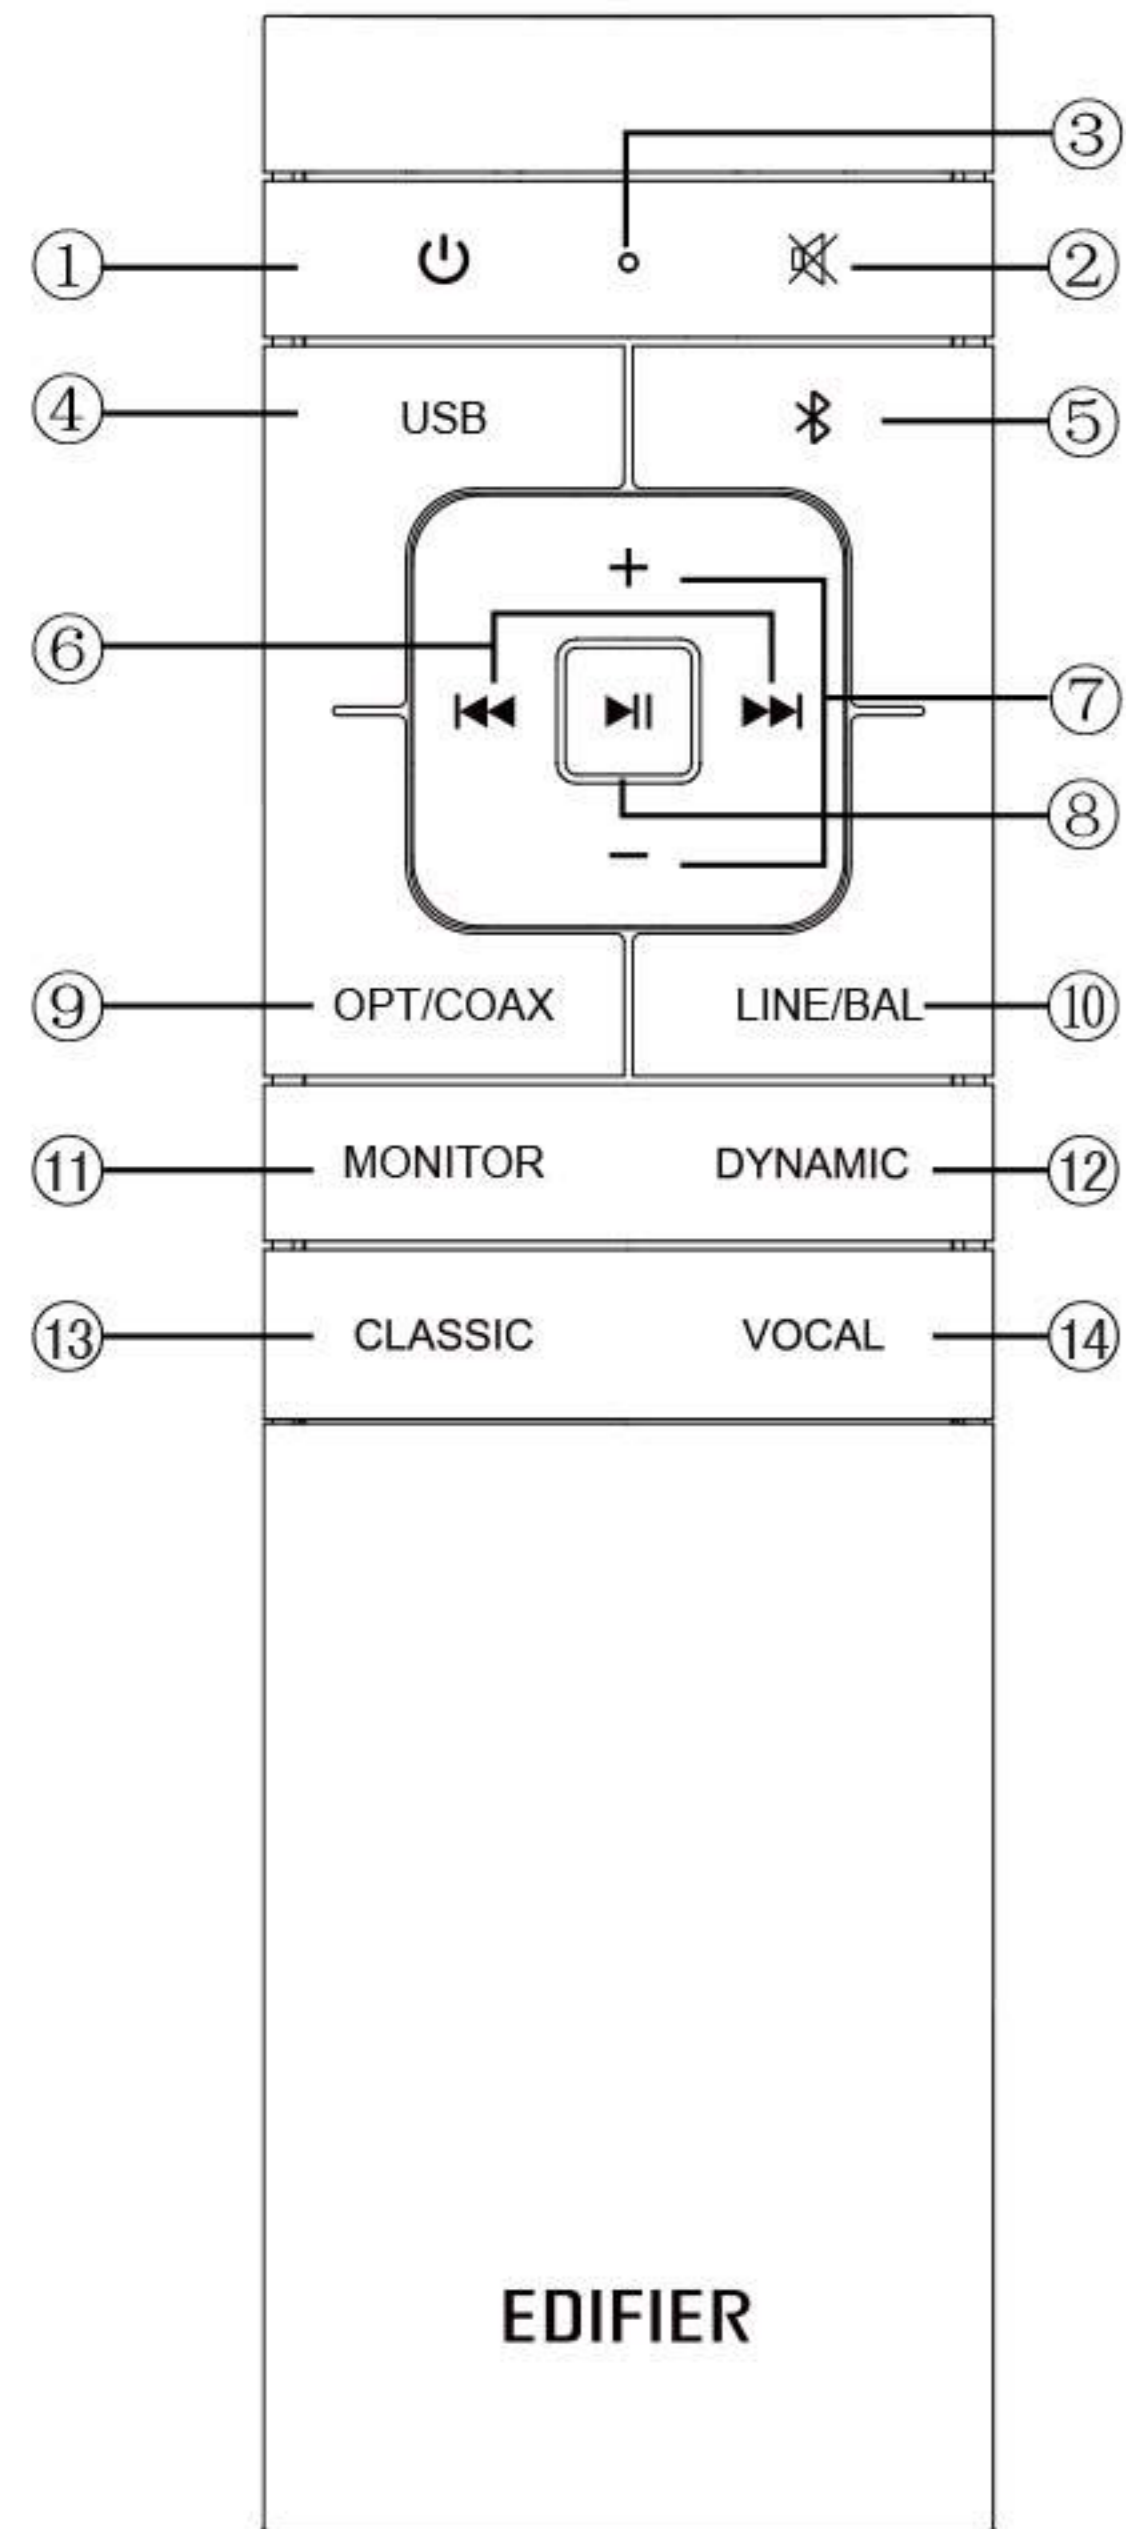 ③
① ②
④ USB ⑤
+
⑥
⑦
⑧
−
⑨ OPT/COAX LINE/BAL ⑩
⑪ MONITOR DYNAMIC ⑫
⑬ CLASSIC VOCAL ⑭
EDIFIER